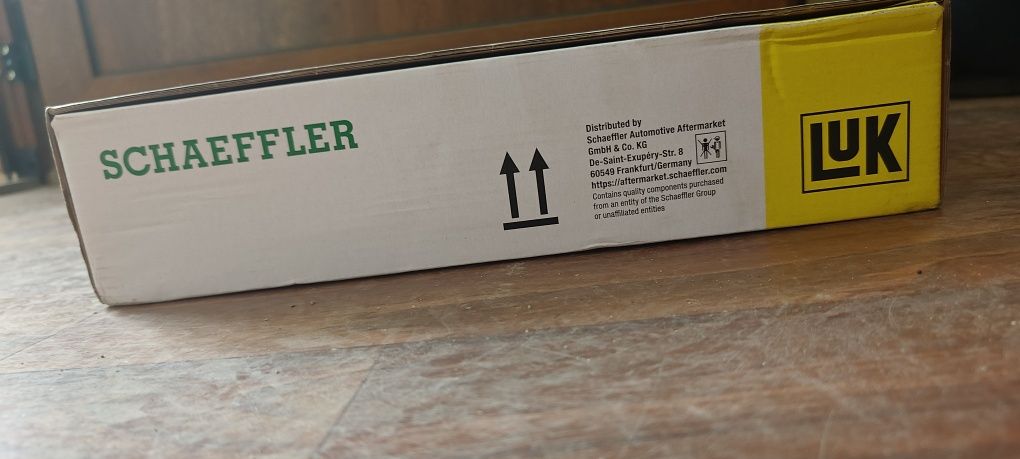 SCHAEFFLER
Distributed by
Schaeffler Automotive Aftermarket
GmbH & Co. KG
De-Saint-Exupéry-Str. 8
60549 Frankfurt/Germany
https://aftermarket.schaeffler.com
Contains quality components purchased
from an entity of the Schaeffler Group
or unaffiliated entities
LUK